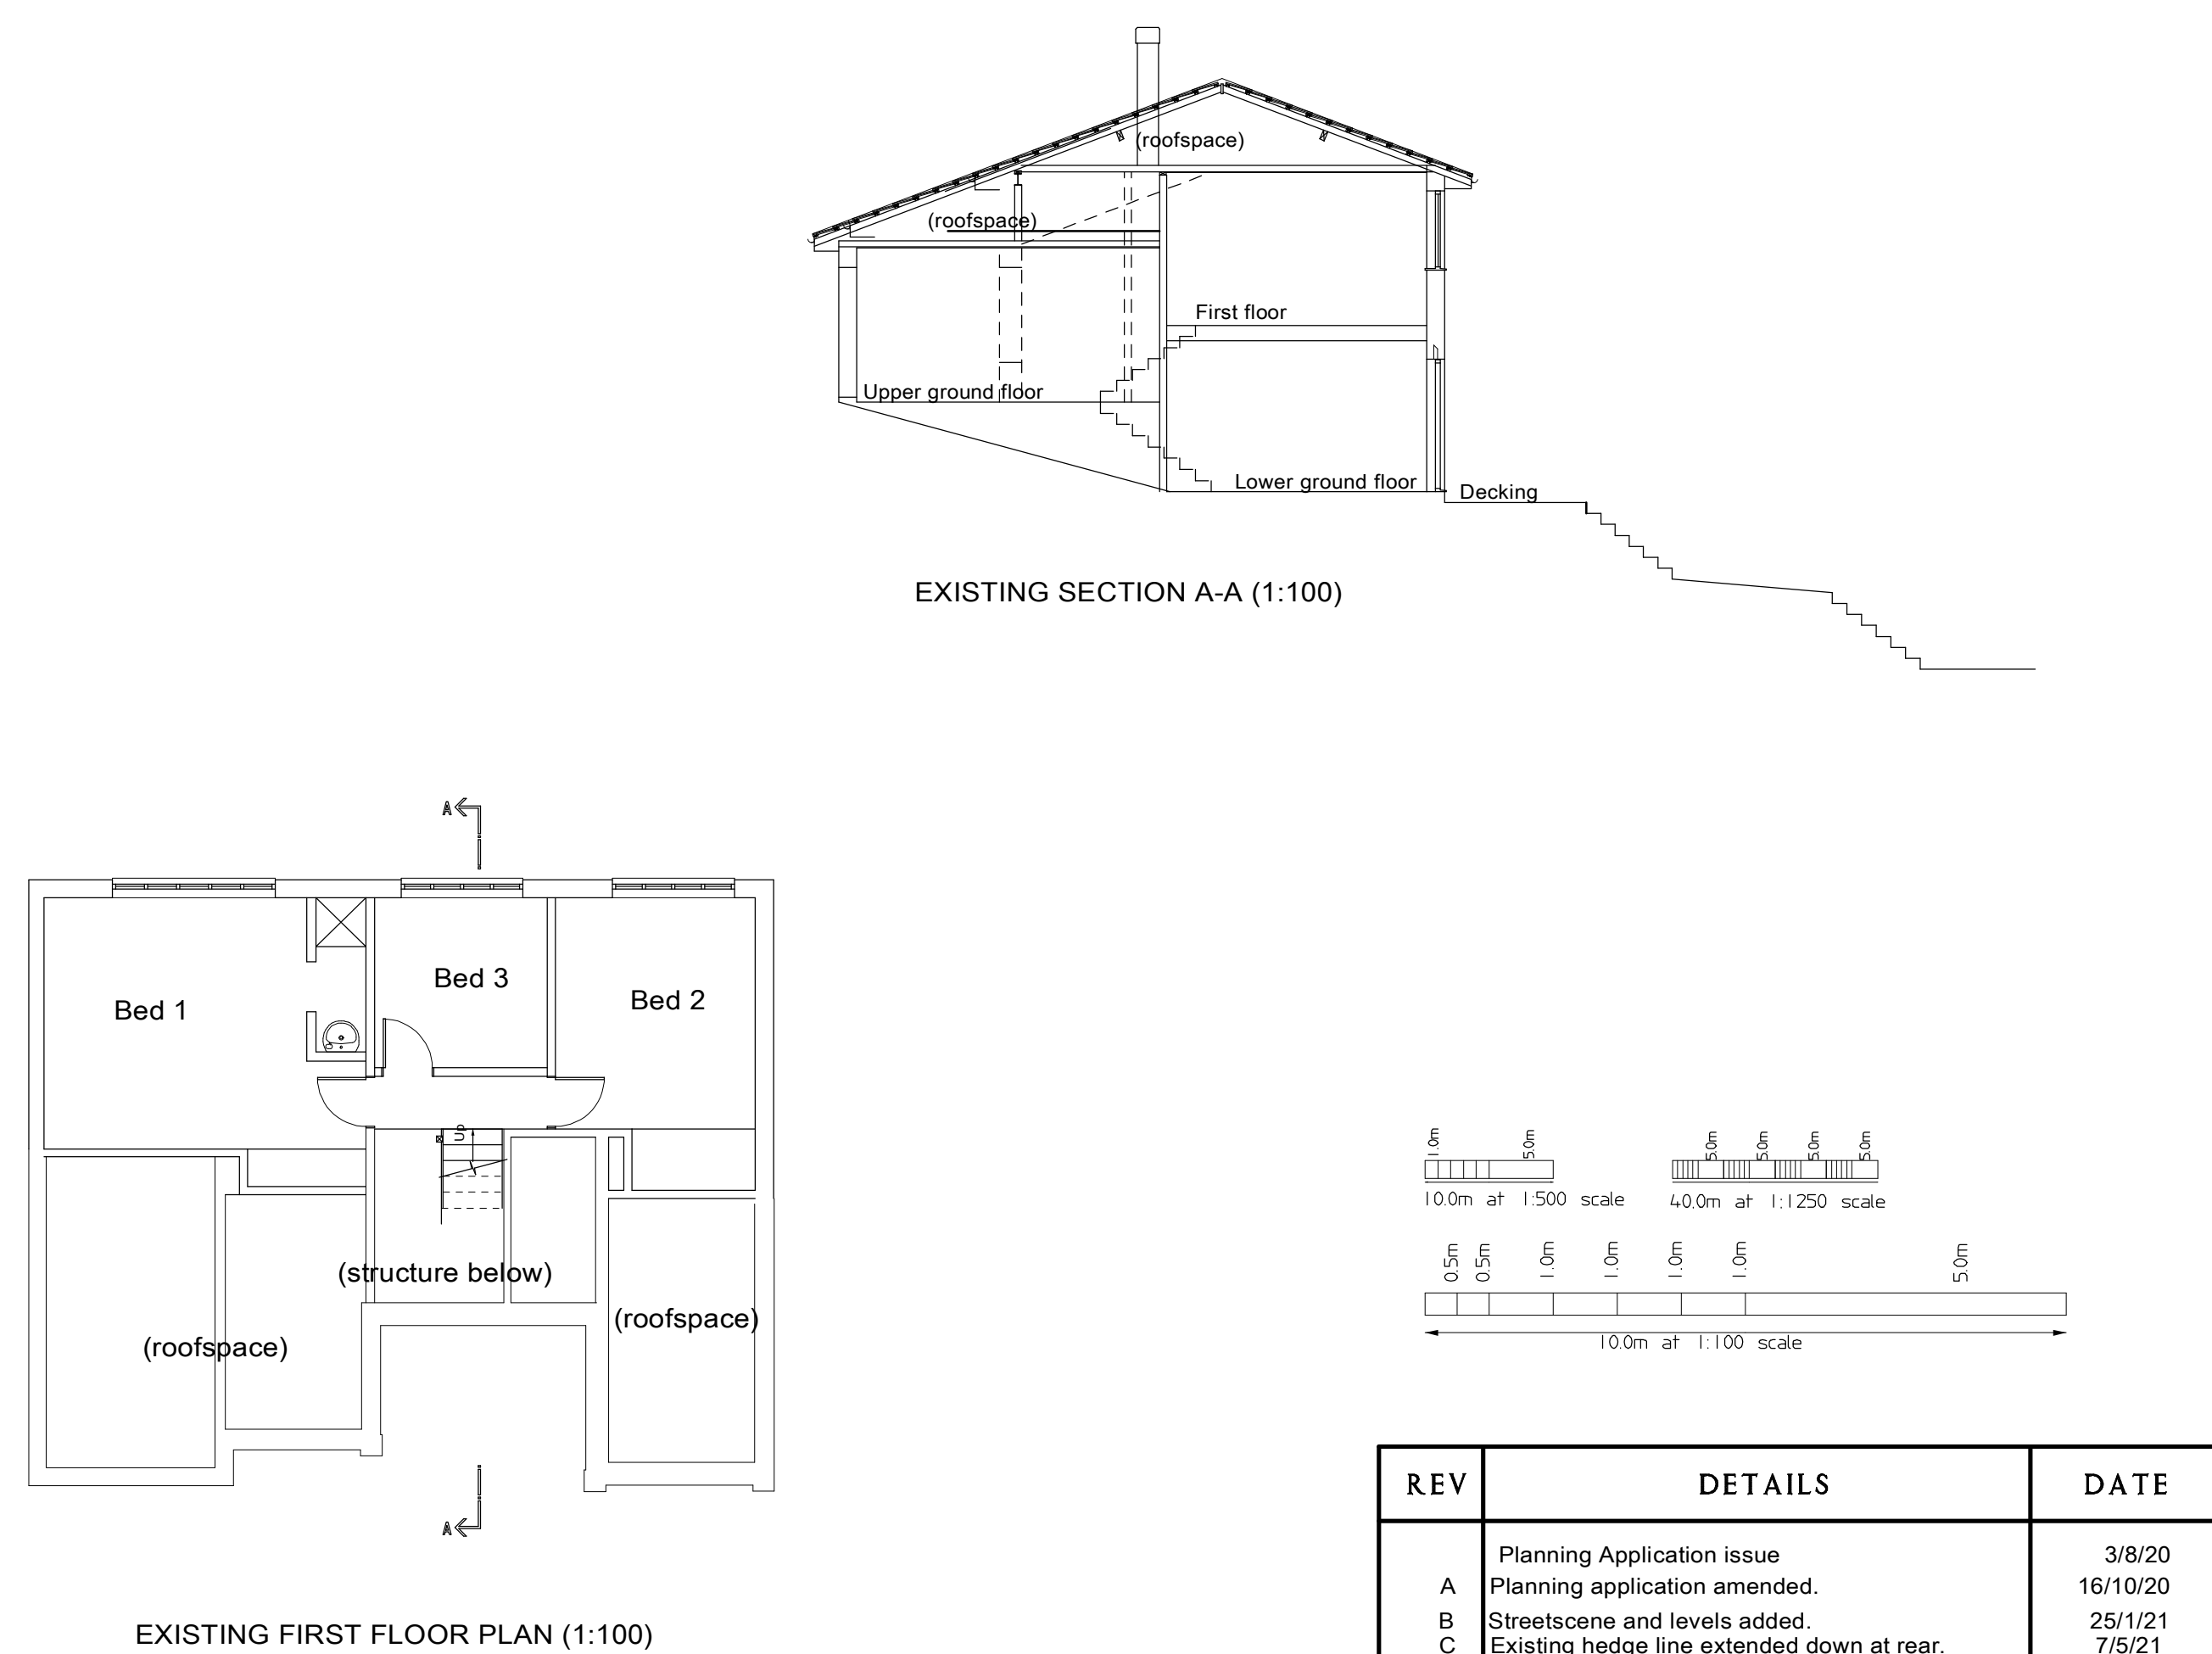 (roofspace)
(roofspace)
First floor
Upper ground floor
Lower ground floor
Decking
EXISTING SECTION A-A (1:100)
A
Bed 1
Bed 3
Bed 2
Up
(structure below)
(roofspace)
(roofspace)
A
EXISTING FIRST FLOOR PLAN (1:100)
1.0m 5.0m
10.0m at 1:500 scale
5.0m 5.0m 5.0m 5.0m
40.0m at 1:1250 scale
0.5m 0.5m 1.0m 1.0m 1.0m 1.0m 5.0m
10.0m at 1:100 scale
REV DETAILS DATE
Planning Application issue 3/8/20
A Planning application amended. 16/10/20
B Streetscene and levels added. 25/1/21
C Existing hedge line extended down at rear. 7/5/21